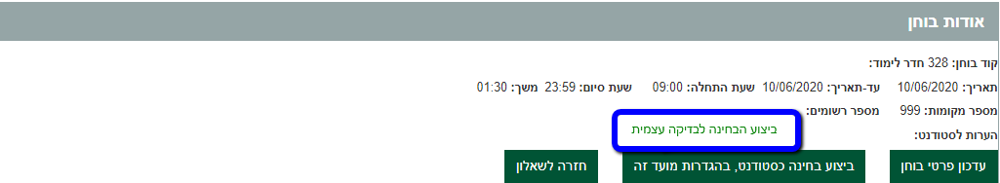 אודות בוחן
קוד בוחן: 328 חדר לימוד:
תאריך: 10/06/2020 עד-תאריך: 10/06/2020 שעת התחלה: 09:00 שעת סיום: 23:59 משך: 01:30
מספר מקומות: 999 מספר רשומים:
ביצוע הבחינה לבדיקה עצמית
הערות לסטודנט:
עדכון פרטי בוחן ביצוע בחינה כסטודנט, בהגדרות מועד זה חזרה לשאלון